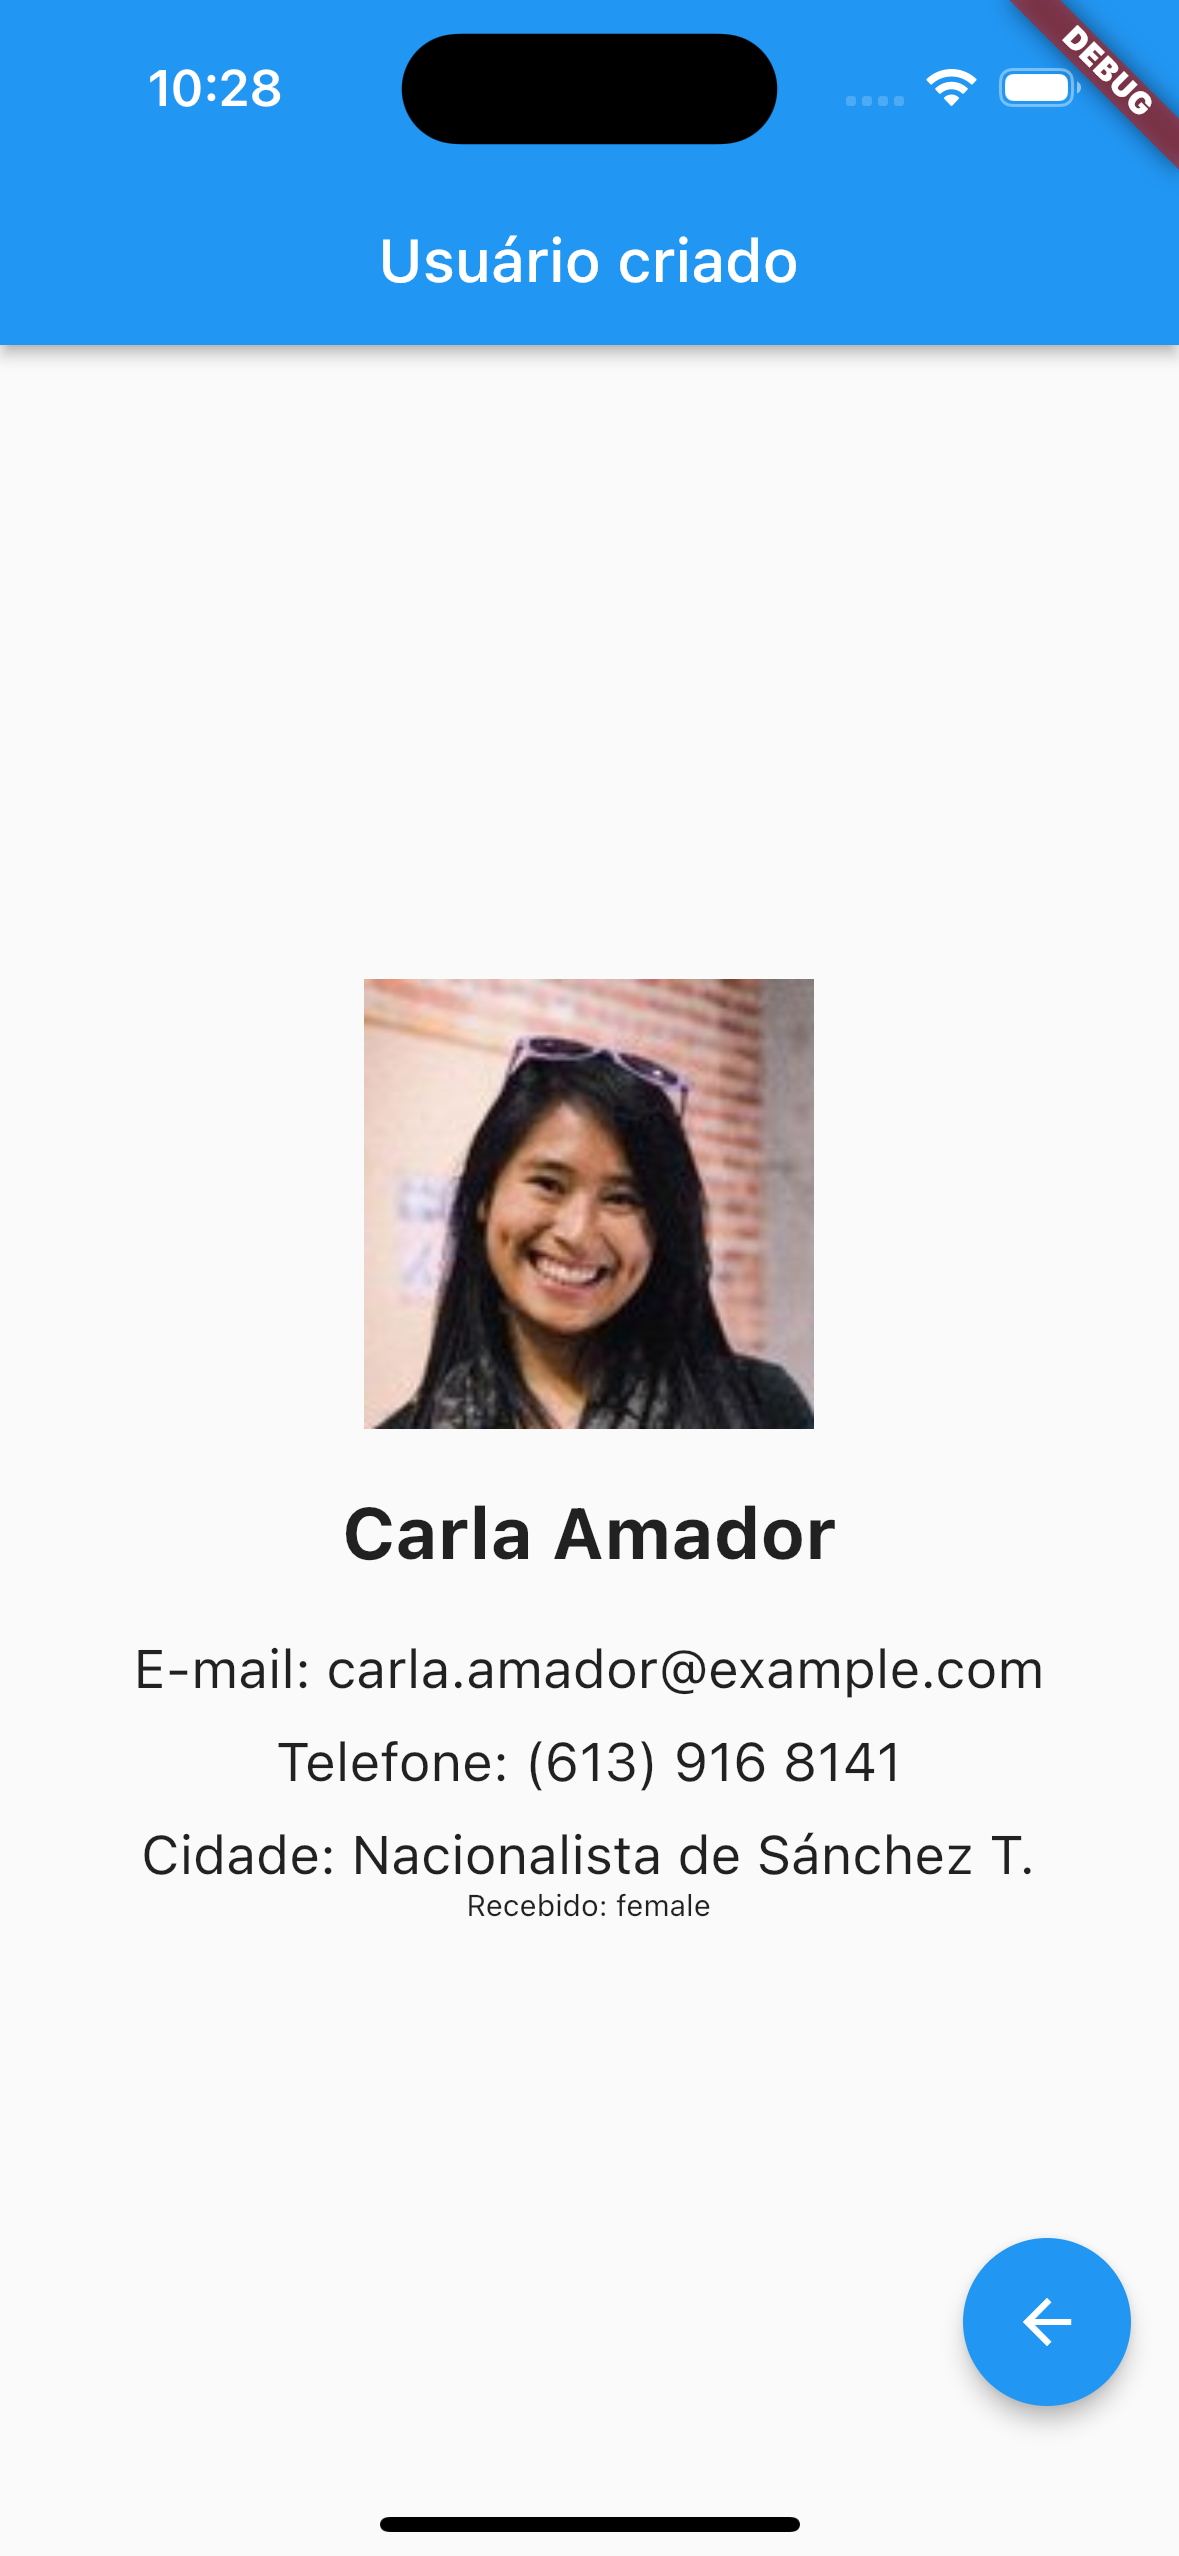 10:28
DEBUG
Usuário criado
Carla Amador
E-mail: carla.amador@example.com
Telefone: (613) 916 8141
Cidade: Nacionalista de Sánchez T.
Recebido: female